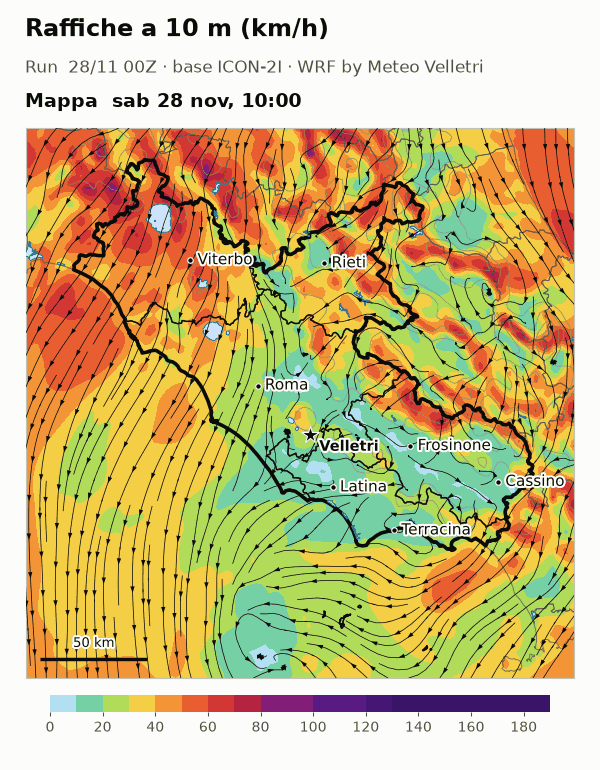 Raffiche a 10 m (km/h)
Run  28/11 00Z · base ICON-2I · WRF by Meteo Velletri
Mappa  sab 28 nov, 10:00
Viterbo
Rieti
Roma
Velletri
Frosinone
Cassino
Latina
Terracina
50 km
0 20 40 60 80 100 120 140 160 180